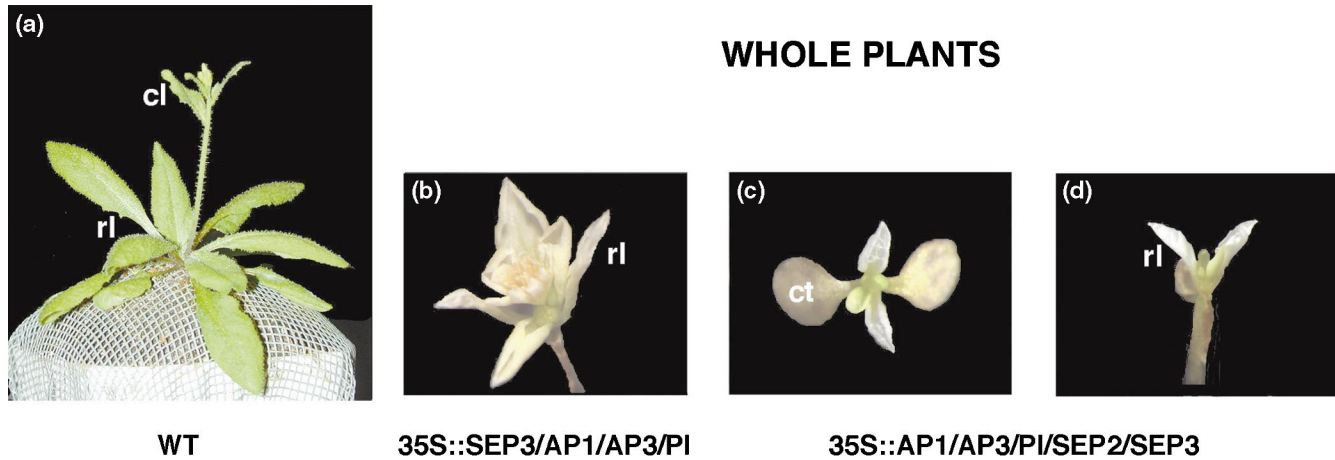 (a)
cl
rl
WT
WHOLE PLANTS
(b)
rl
35S::SEP3/AP1/AP3/PI
(c)
ct
(d)
rl
35S::AP1/AP3/PI/SEP2/SEP3